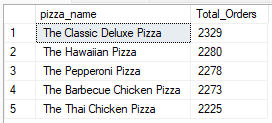 pizza_name Total_Orders
1 The Classic Deluxe Pizza 2329
2 The Hawaiian Pizza 2280
3 The Pepperoni Pizza 2278
4 The Barbecue Chicken Pizza 2273
5 The Thai Chicken Pizza 2225